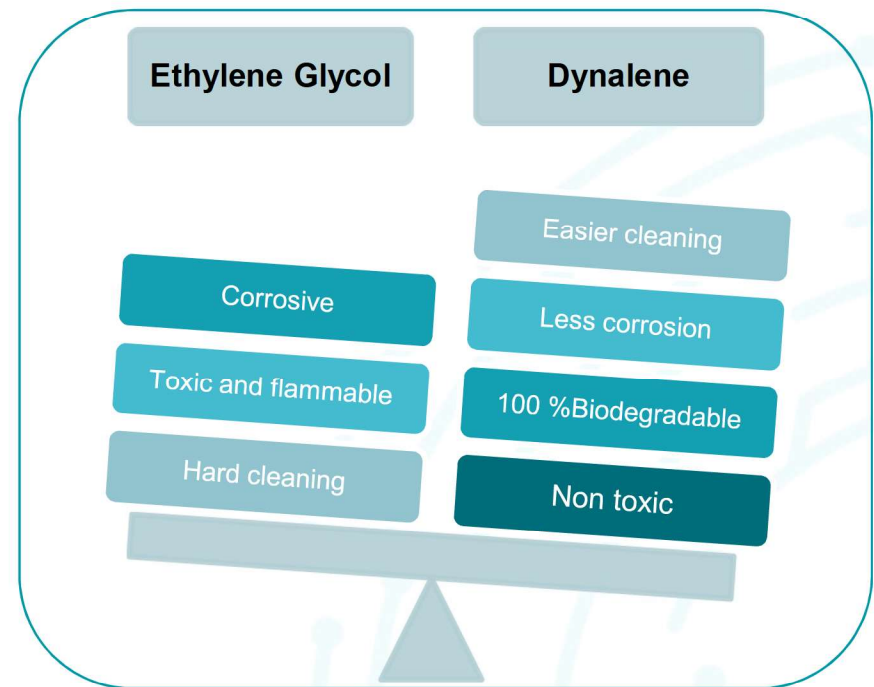 Ethylene Glycol
Dynalene
Corrosive
Toxic and flammable
Hard cleaning
Easier cleaning
Less corrosion
100 %Biodegradable
Non toxic